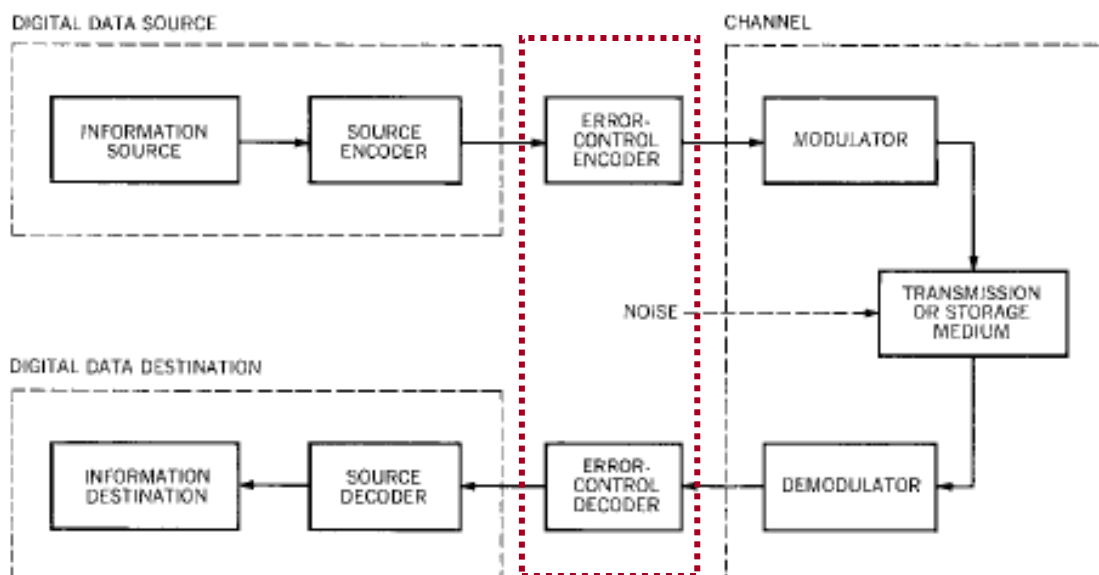 DIGITAL DATA SOURCE
CHANNEL
INFORMATION
SOURCE
SOURCE
ENCODER
ERROR-
CONTROL
ENCODER
MODULATOR
NOISE
TRANSMISSION
OR STORAGE
MEDIUM
DIGITAL DATA DESTINATION
INFORMATION
DESTINATION
SOURCE
DECODER
ERROR-
CONTROL
DECODER
DEMODULATOR